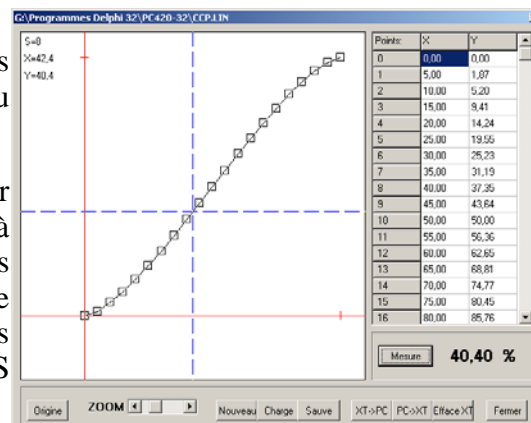 G:\Programmes Delphi 32\PC420-32\CCP.LIN
s
u
r
à
s
e
s
S
S=8
X=42,4
Y=40,4
Points: X Y
0 0,00 0,00
1 5,00 1,87
2 10,00 5,20
3 15,00 9,41
4 20,00 14,24
5 25,00 19,55
6 30,00 25,23
7 35,00 31,19
8 40,00 37,35
9 45,00 43,64
10 50,00 50,00
11 55,00 56,36
12 60,00 62,65
13 65,00 68,81
14 70,00 74,77
15 75,00 80,45
16 80,00 85,76
Mesure 40,40 %
Origine ZOOM Nouveau Charge Sauve XT->PC PC->XT Efface XT Fermer